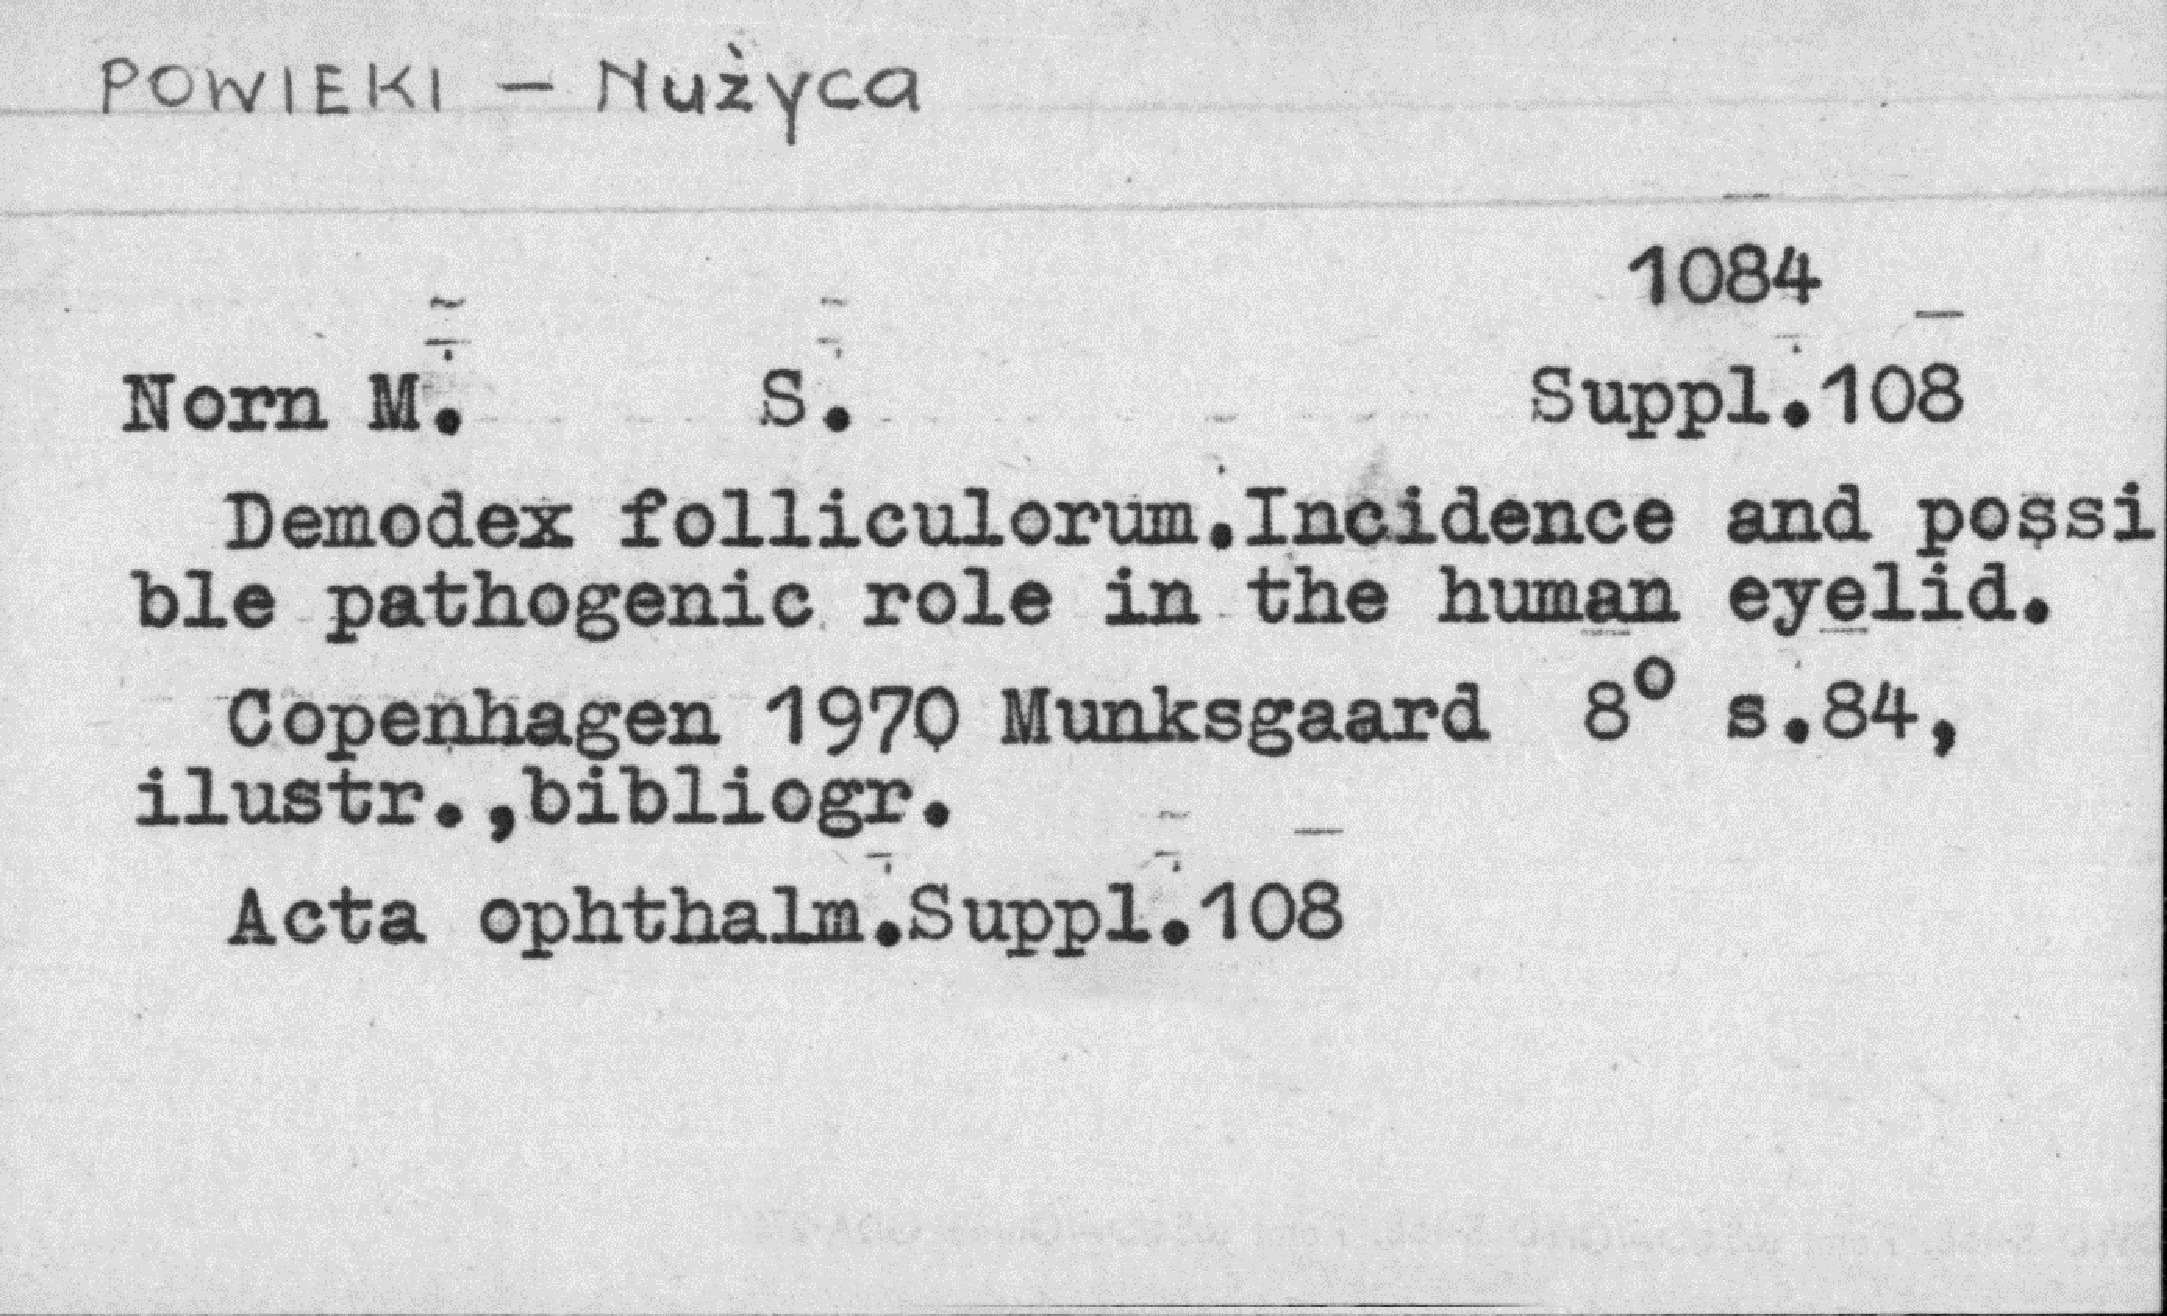 POWIEKI – Nużyca
1084
Norn M. S. Suppl.108
Demodex folliculorum.Incidence and possi
ble pathogenic role in the human eyelid.
Copenhagen 1970 Munksgaard 8° s.84,
ilustr.,bibliogr.
Acta ophthalm.Suppl.108